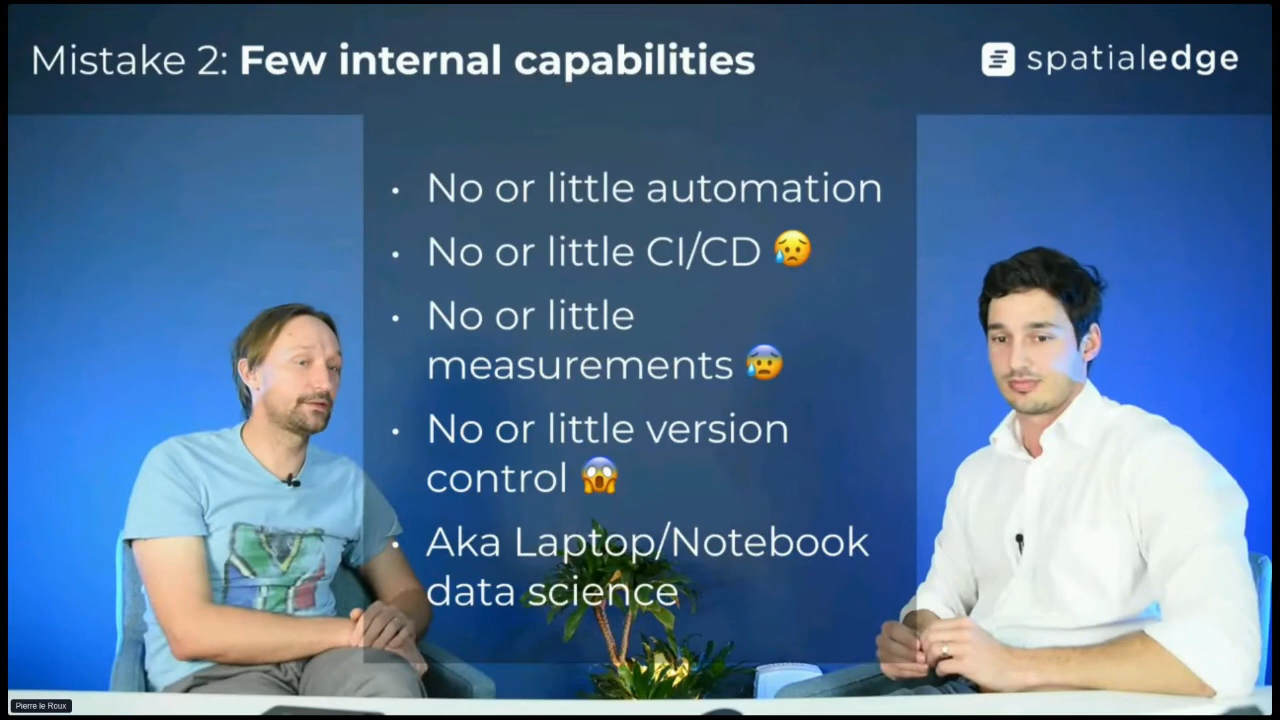 Mistake 2: Few internal capabilities
spatialedge
• No or little automation
• No or little CI/CD 😥
• No or little
measurements 😰
• No or little version
control 😱
• Aka Laptop/Notebook
data science
Pierre le Roux